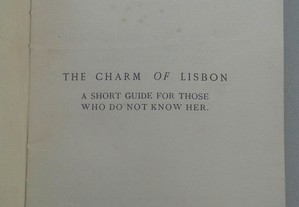 THE CHARM OF LISBON
A SHORT GUIDE FOR THOSE
WHO DO NOT KNOW HER.